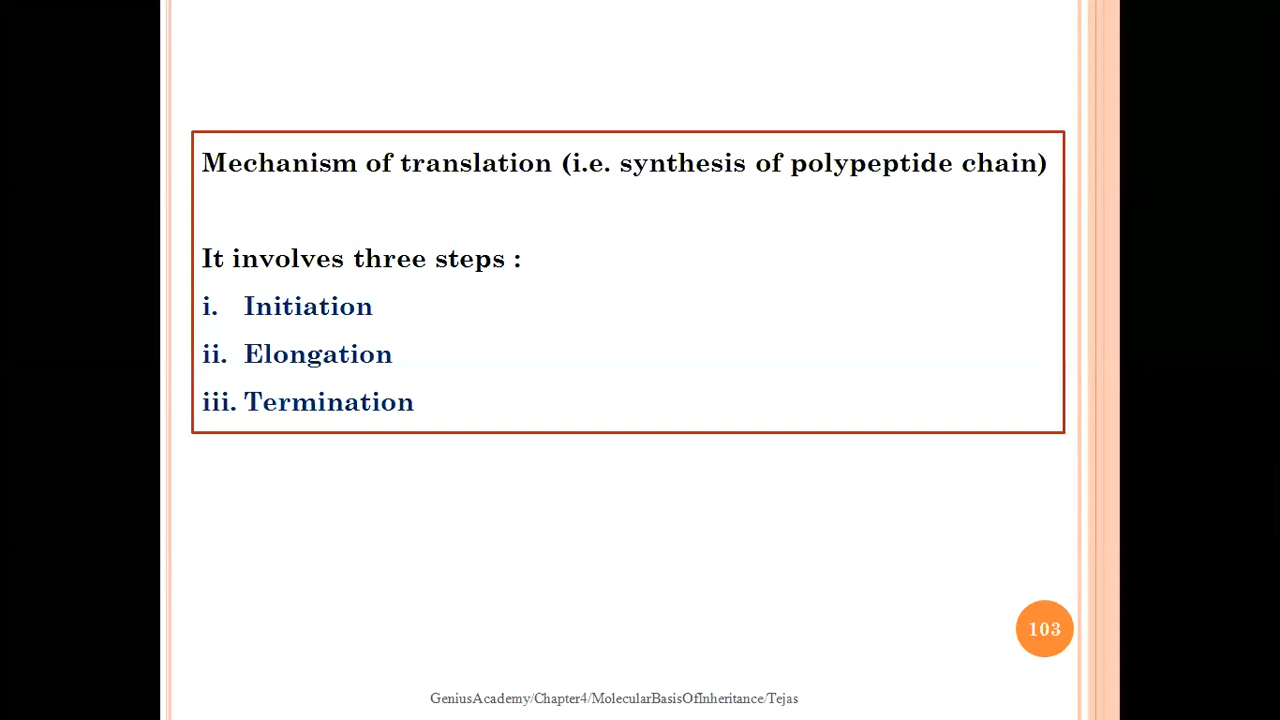 Mechanism of translation (i.e. synthesis of polypeptide chain)
It involves three steps :
i. Initiation
ii. Elongation
iii. Termination
103
GeniusAcademy/Chapter4/MolecularBasisOfInheritance/Tejas